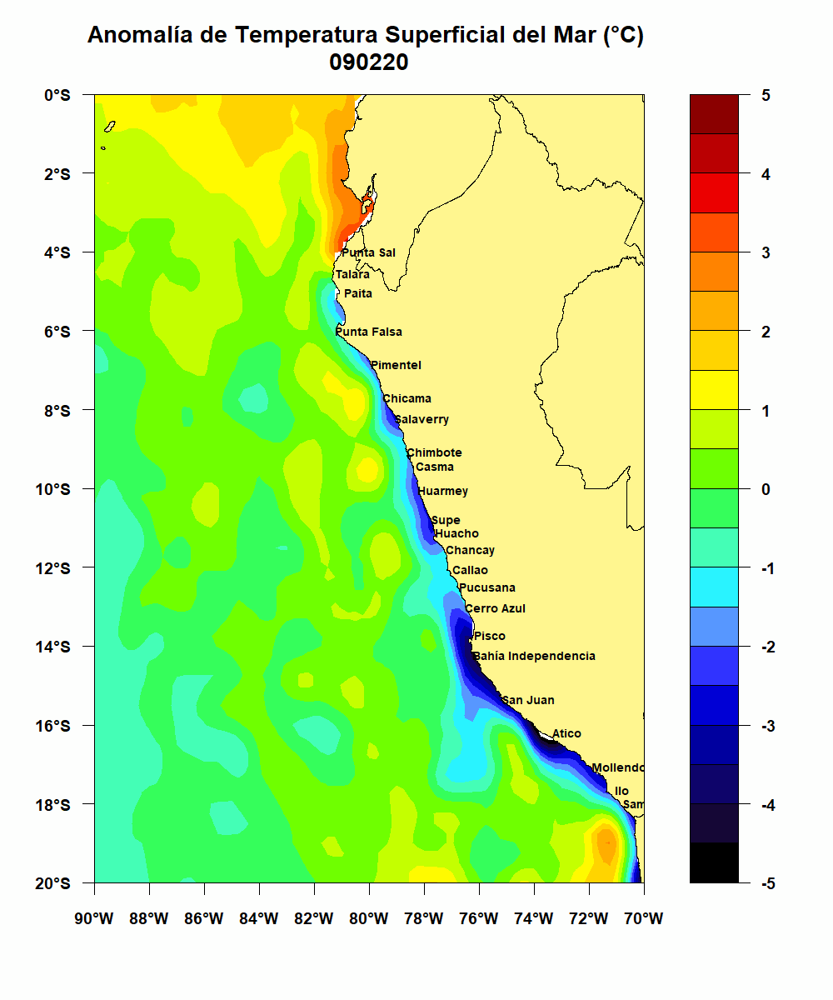 Anomalía de Temperatura Superficial del Mar (°C)
090220
0°S
2°S
4°S
6°S
8°S
10°S
12°S
14°S
16°S
18°S
20°S
90°W 88°W 86°W 84°W 82°W 80°W 78°W 76°W 74°W 72°W 70°W
Punta Sal
Talara
Paita
Punta Falsa
Pimentel
Chicama
Salaverry
Chimbote
Casma
Huarmey
Supe
Huacho
Chancay
Callao
Pucusana
Cerro Azul
Pisco
Bahía Independencia
San Juan
Atico
Mollendo
Ilo
Sam
5
4
3
2
1
0
-1
-2
-3
-4
-5